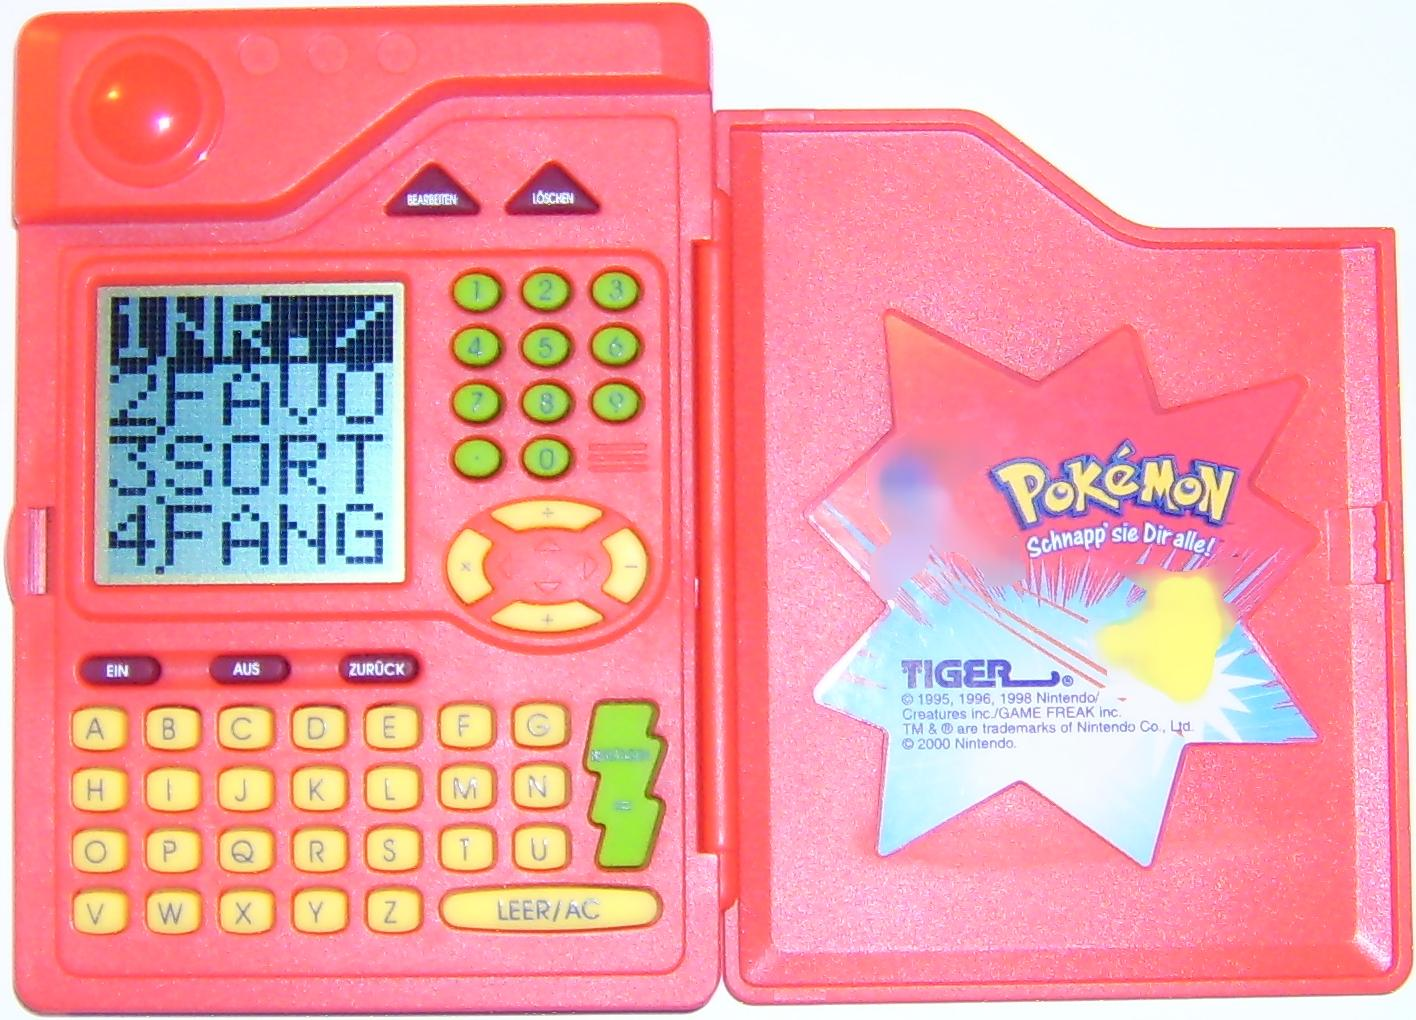 BEARBEITEN
LÖSCHEN
1NR./
2FAVO
3SORT
4FANG
1 2 3
4 5 6
7 8 9
. 0
+
× −
+
EIN AUS ZURÜCK
A B C D E F G
H I J K L M N
O P Q R S T U
V W X Y Z LEER/AC
POKéMON
Schnapp' sie Dir alle!
TIGER®
© 1995, 1996, 1998 Nintendo/
Creatures inc./GAME FREAK inc.
TM & ® are trademarks of Nintendo Co., Ltd.
© 2000 Nintendo.